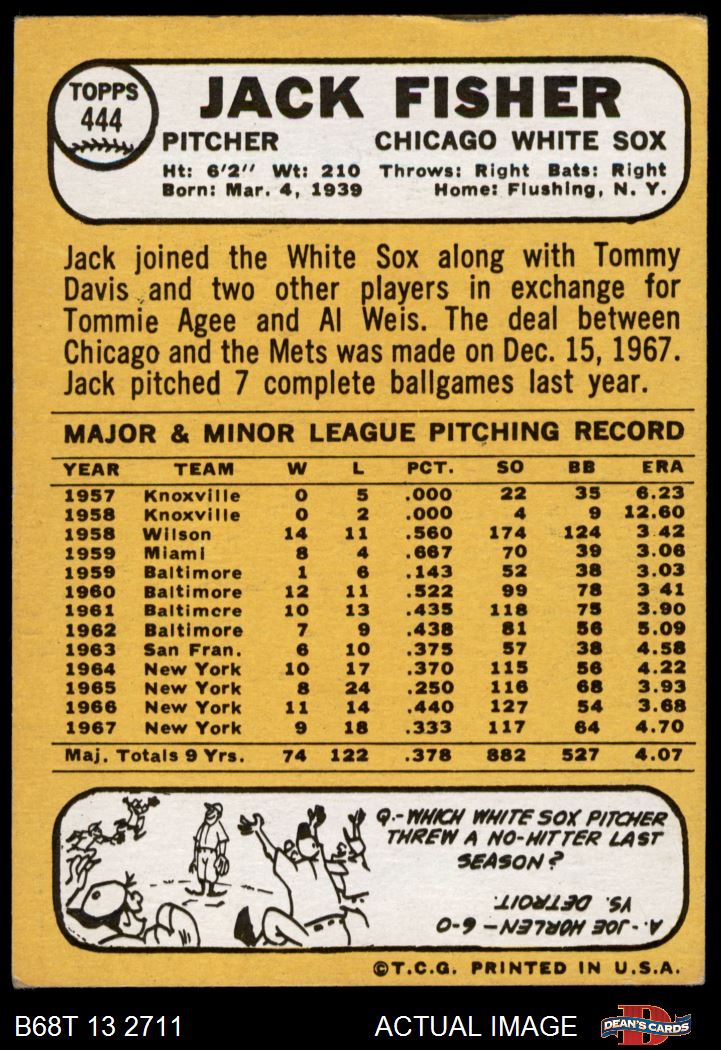 TOPPS
444
JACK FISHER
PITCHER CHICAGO WHITE SOX
Ht: 6'2" Wt: 210 Throws: Right Bats: Right
Born: Mar. 4, 1939 Home: Flushing, N. Y.
Jack joined the White Sox along with Tommy
Davis and two other players in exchange for
Tommie Agee and Al Weis. The deal between
Chicago and the Mets was made on Dec. 15, 1967.
Jack pitched 7 complete ballgames last year.
MAJOR & MINOR LEAGUE PITCHING RECORD
YEAR TEAM W L PCT. SO BB ERA
1957 Knoxville 0 5 .000 22 35 6.23
1958 Knoxville 0 2 .000 4 9 12.60
1958 Wilson 14 11 .560 174 124 3.42
1959 Miami 8 4 .667 70 39 3.06
1959 Baltimore 1 6 .143 52 38 3.03
1960 Baltimore 12 11 .522 99 78 3.41
1961 Baltimore 10 13 .435 118 75 3.90
1962 Baltimore 7 9 .438 81 56 5.09
1963 San Fran. 6 10 .375 57 38 4.58
1964 New York 10 17 .370 115 56 4.22
1965 New York 8 24 .250 116 68 3.93
1966 New York 11 14 .440 127 54 3.68
1967 New York 9 18 .333 117 64 4.70
Maj. Totals 9 Yrs. 74 122 .378 882 527 4.07
Q.-WHICH WHITE SOX PITCHER
THREW A NO-HITTER LAST
SEASON?
A.- JOE HORLEN - 6-0
VS. DETROIT.
©T.C.G. PRINTED IN U.S.A.
B68T 13 2711 ACTUAL IMAGE
D
DEAN'S CARDS